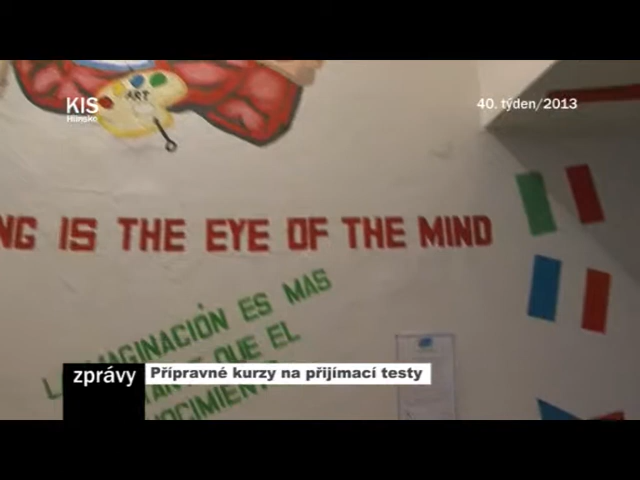 ART
KIS
Hlinsko
40. týden/2013
IS THE EYE OF THE MIND
IMAGINACIÓN ES MAS
QUE EL
zprávy
Přípravné kurzy na přijímací testy